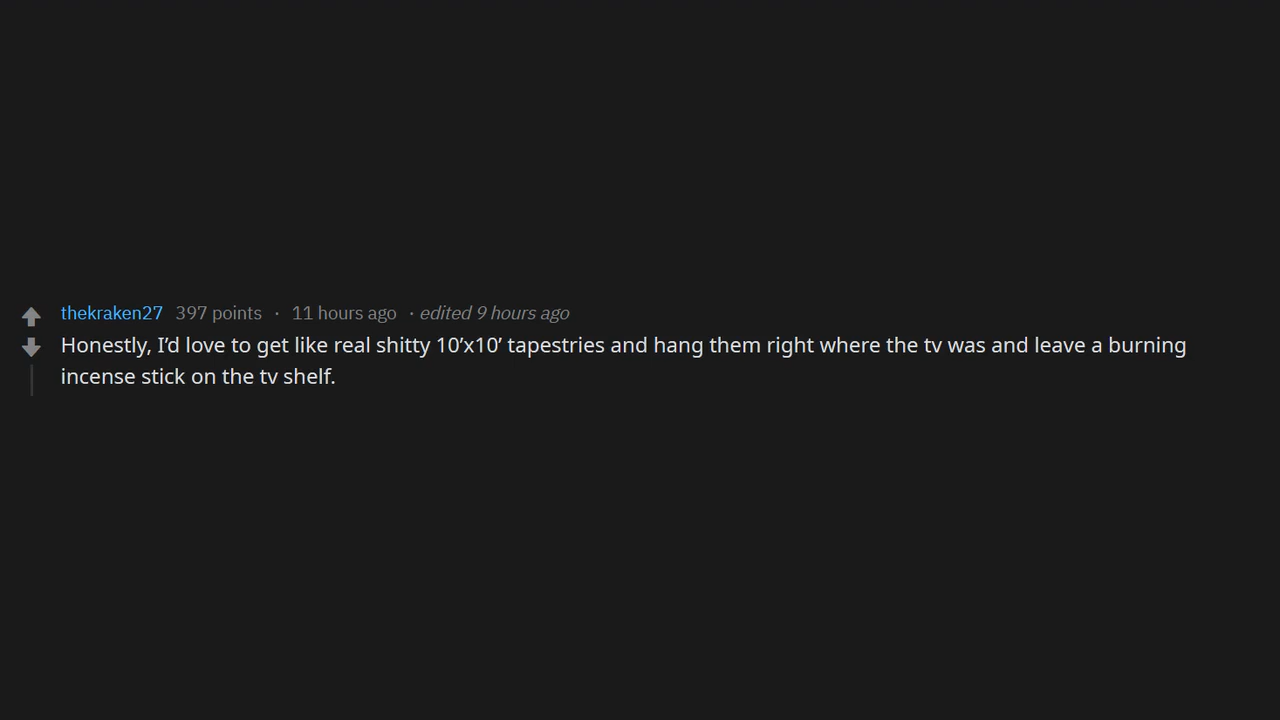 thekraken27 397 points · 11 hours ago · edited 9 hours ago
Honestly, I’d love to get like real shitty 10’x10’ tapestries and hang them right where the tv was and leave a burning
incense stick on the tv shelf.